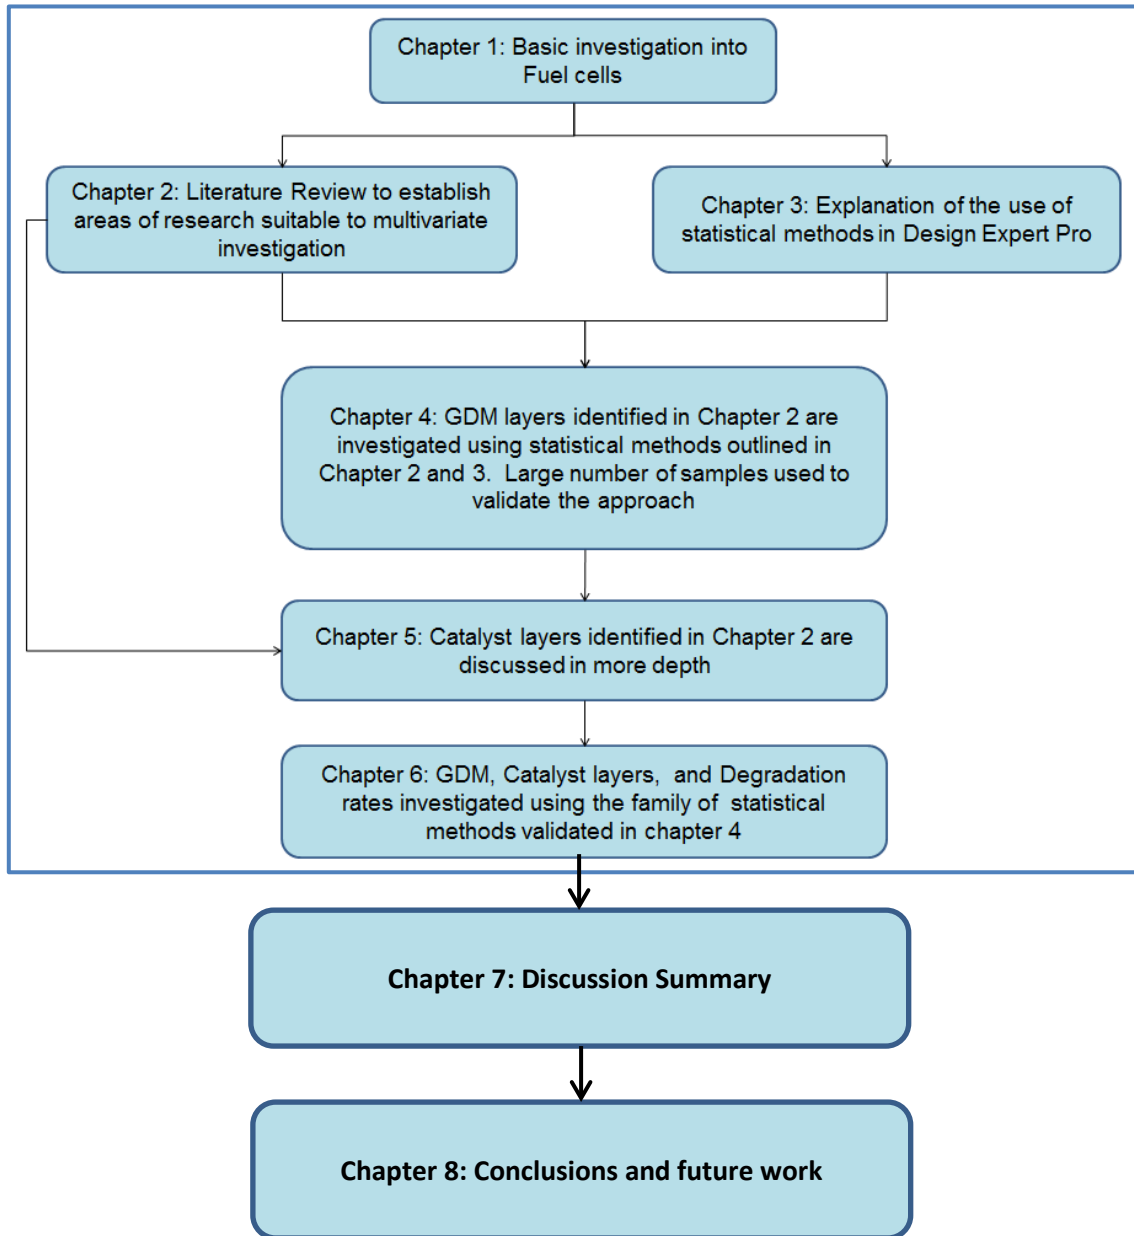 Chapter 1: Basic investigation into
Fuel cells
Chapter 2: Literature Review to establish
areas of research suitable to multivariate
investigation
Chapter 3: Explanation of the use of
statistical methods in Design Expert Pro
Chapter 4: GDM layers identified in Chapter 2 are
investigated using statistical methods outlined in
Chapter 2 and 3.  Large number of samples used to
validate the approach
Chapter 5: Catalyst layers identified in Chapter 2 are
discussed in more depth
Chapter 6: GDM, Catalyst layers,  and Degradation
rates investigated using the family of  statistical
methods validated in chapter 4
Chapter 7: Discussion Summary
Chapter 8: Conclusions and future work